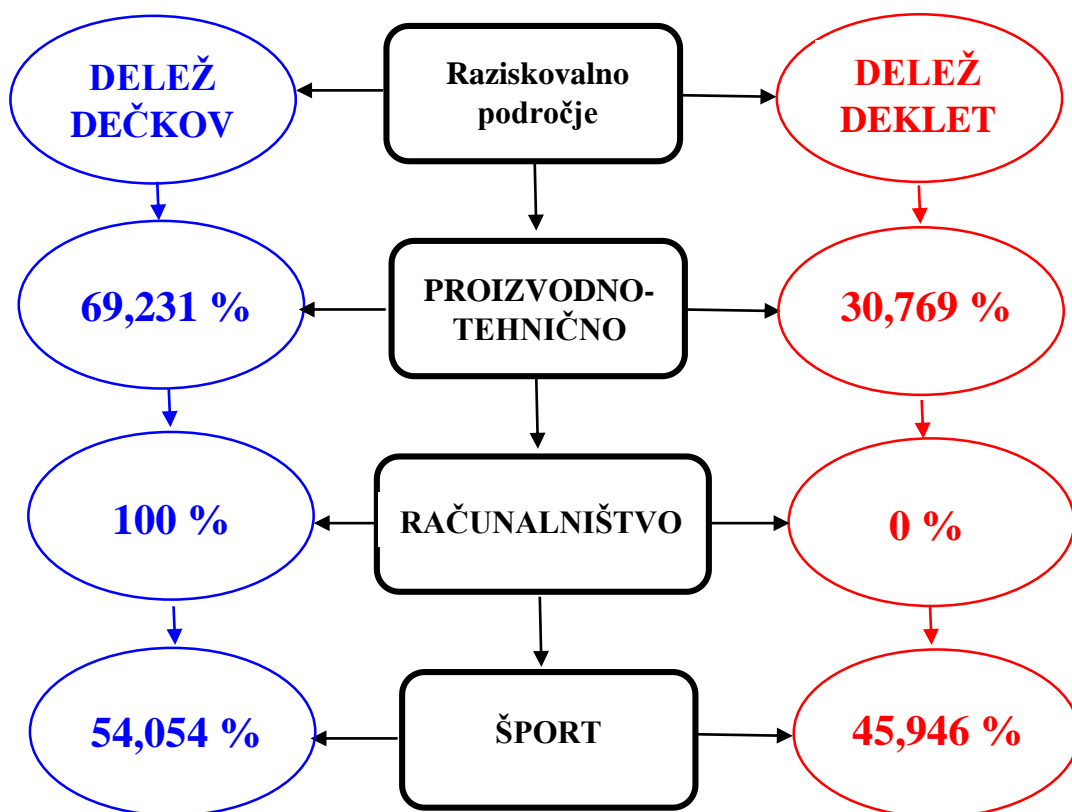 DELEŽ
DEČKOV
Raziskovalno
področje
DELEŽ
DEKLET
69,231 %
PROIZVODNO-
TEHNIČNO
30,769 %
100 %
RAČUNALNIŠTVO
0 %
54,054 %
ŠPORT
45,946 %